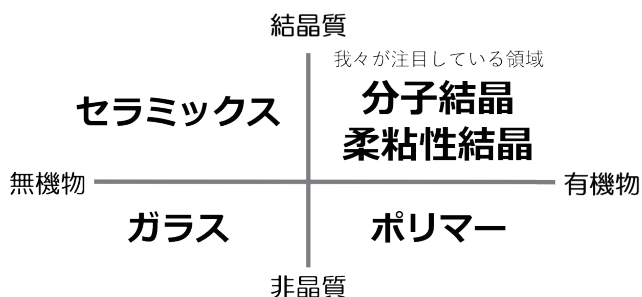 結晶質
我々が注目している領域
セラミックス
分子結晶
柔粘性結晶
無機物
有機物
ガラス
ポリマー
非晶質